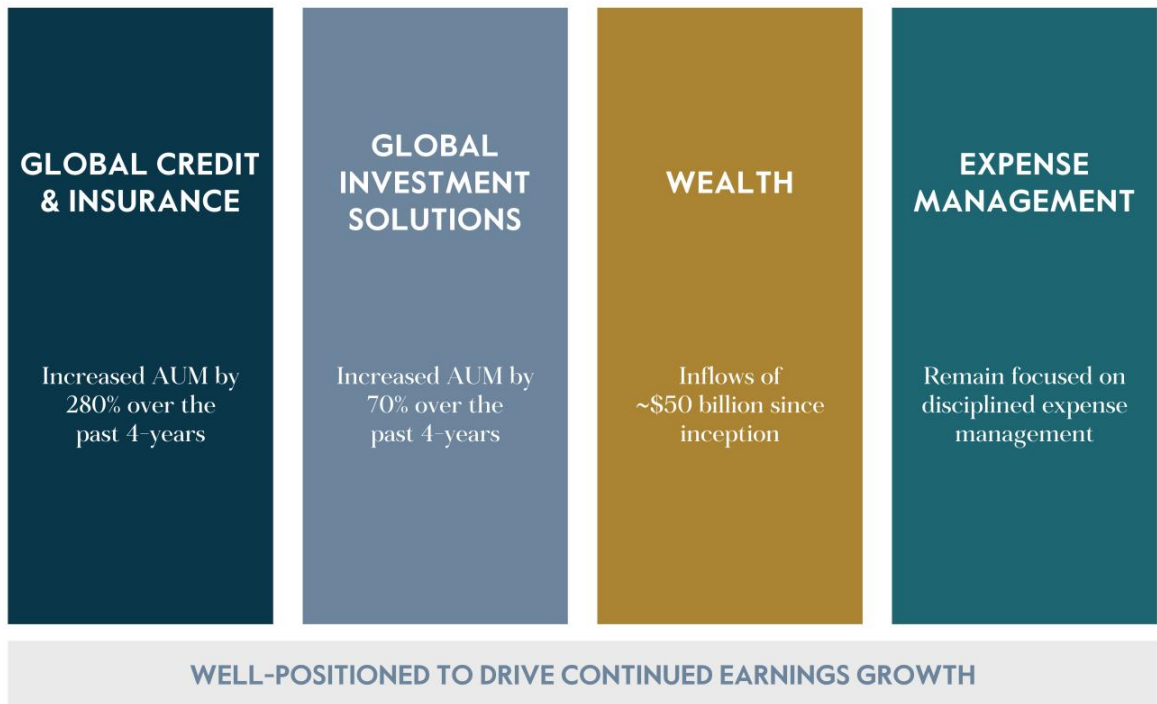 GLOBAL CREDIT
& INSURANCE
Increased AUM by
280% over the
past 4-years
GLOBAL
INVESTMENT
SOLUTIONS
Increased AUM by
70% over the
past 4-years
WEALTH
Inflows of
~$50 billion since
inception
EXPENSE
MANAGEMENT
Remain focused on
disciplined expense
management
WELL-POSITIONED TO DRIVE CONTINUED EARNINGS GROWTH